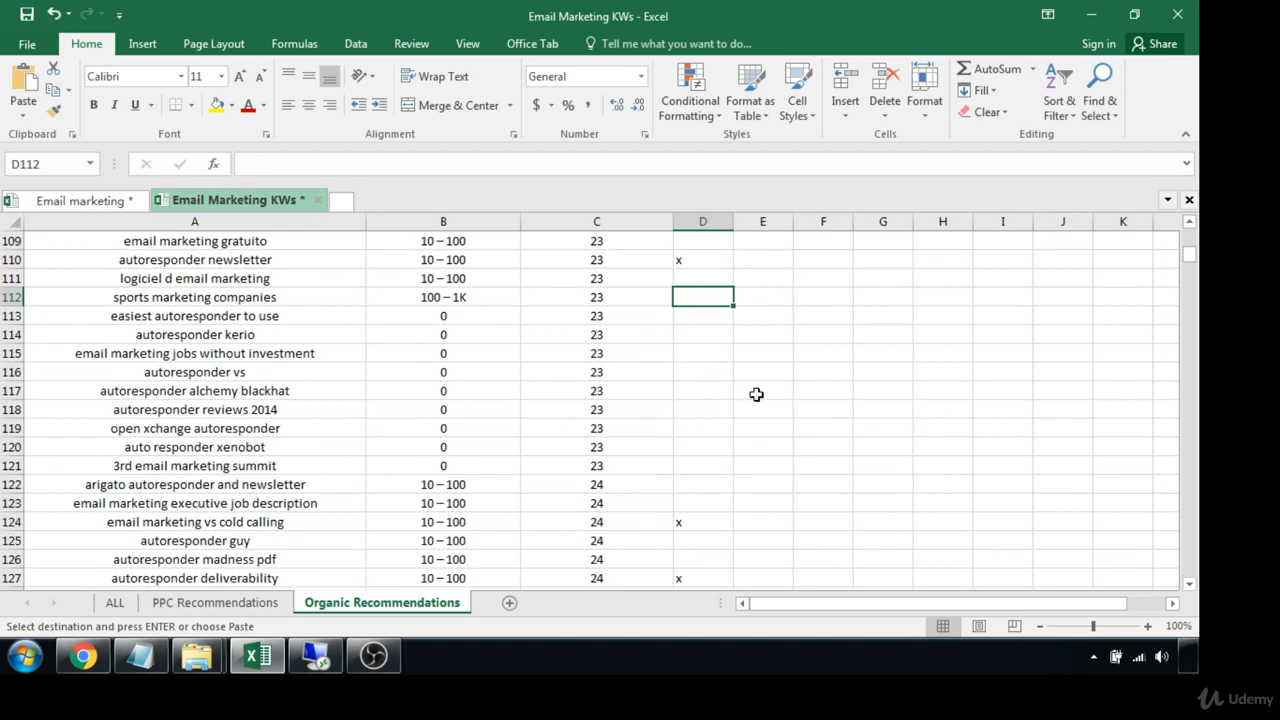 Email Marketing KWs - Excel
File Home Insert Page Layout Formulas Data Review View Office Tab Tell me what you want to do... Sign in Share
Paste
Calibri 11
B I U
Wrap Text
Merge & Center
General
$ % ,
Conditional Formatting
Format as Table
Cell Styles
Insert Delete Format
AutoSum
Fill
Clear
Sort & Filter
Find & Select
Clipboard Font Alignment Number Styles Cells Editing
D112 fx
Email marketing * Email Marketing KWs *
A B C D E F G H I J K
109 email marketing gratuito 10 – 100 23
110 autoresponder newsletter 10 – 100 23 x
111 logiciel d email marketing 10 – 100 23
112 sports marketing companies 100 – 1K 23
113 easiest autoresponder to use 0 23
114 autoresponder kerio 0 23
115 email marketing jobs without investment 0 23
116 autoresponder vs 0 23
117 autoresponder alchemy blackhat 0 23
118 autoresponder reviews 2014 0 23
119 open xchange autoresponder 0 23
120 auto responder xenobot 0 23
121 3rd email marketing summit 0 23
122 arigato autoresponder and newsletter 10 – 100 24
123 email marketing executive job description 10 – 100 24
124 email marketing vs cold calling 10 – 100 24 x
125 autoresponder guy 10 – 100 24
126 autoresponder madness pdf 10 – 100 24
127 autoresponder deliverability 10 – 100 24 x
ALL PPC Recommendations Organic Recommendations
Select destination and press ENTER or choose Paste 100%
Udemy